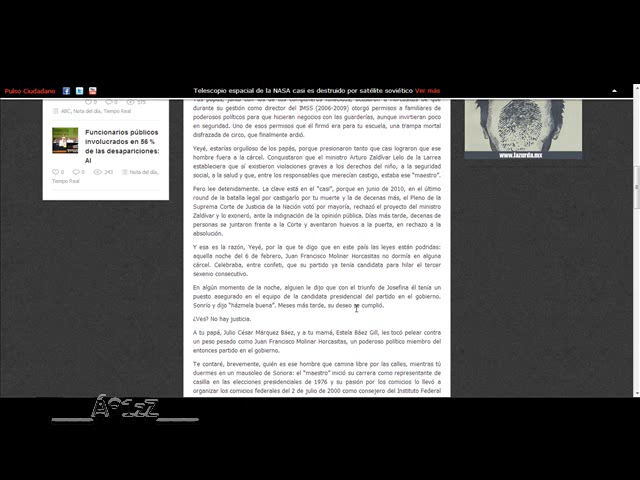 Pulso Ciudadano
Telescopio espacial de la NASA casi es destruido por satélite soviético Ver más
0 0 575
ABC, Nota del día, Tiempo Real
Funcionarios públicos
involucrados en 56 %
de las desapariciones:
AI
0 0 243 Nota del día,
Tiempo Real
durante su gestión como director del IMSS (2006-2009) otorgó permisos a familiares de
poderosos políticos para que hicieran negocios con las guarderías, aunque invirtieran poco
en seguridad. Uno de esos permisos que él firmó era para tu escuela, una trampa mortal
disfrazada de circo, que finalmente ardió.
Yeyé, estarías orgulloso de los papás, porque presionaron tanto que casi lograron que ese
hombre fuera a la cárcel. Conquistaron que el ministro Arturo Zaldívar Lelo de la Larrea
estableciera que sí existieron violaciones graves a los derechos del niño, a la seguridad
social, a la salud y que, entre los responsables que merecían castigo, estaba ese "maestro".
Pero lee detenidamente. La clave está en el "casi", porque en junio de 2010, en el último
round de la batalla legal por castigarlo por tu muerte y la de decenas más, el Pleno de la
Suprema Corte de Justicia de la Nación votó por mayoría, rechazó el proyecto del ministro
Zaldívar y lo exoneró, ante la indignación de la opinión pública. Días más tarde, decenas de
personas se juntaron frente a la Corte y aventaron huevos a la puerta, en rechazo a la
absolución.
Y esa es la razón, Yeyé, por la que te digo que en este país las leyes están podridas:
aquella noche del 6 de febrero, Juan Francisco Molinar Horcasitas no dormía en alguna
cárcel. Celebraba, entre confeti, que su partido ya tenía candidata para hilar el tercer
sexenio consecutivo.
En algún momento de la noche, alguien le dijo que con el triunfo de Josefina él tenía un
puesto asegurado en el equipo de la candidata presidencial del partido en el gobierno.
Sonrió y dijo "házmela buena". Meses más tarde, su deseo se cumplió.
¿Ves? No hay justicia.
A tu papá, Julio César Márquez Báez, y a tu mamá, Estela Báez Gill, les tocó pelear contra
un peso pesado como Juan Francisco Molinar Horcasitas, un poderoso político miembro del
entonces partido en el gobierno.
Te contaré, brevemente, quién es ese hombre que camina libre por las calles, mientras tú
duermes en un mausoleo de Sonora: el "maestro" inició su carrera como representante de
casilla en las elecciones presidenciales de 1976 y su pasión por los comicios lo llevó a
organizar los comicios federales del 2 de julio de 2000 como consejero del Instituto Federal
www.lazurda.mx